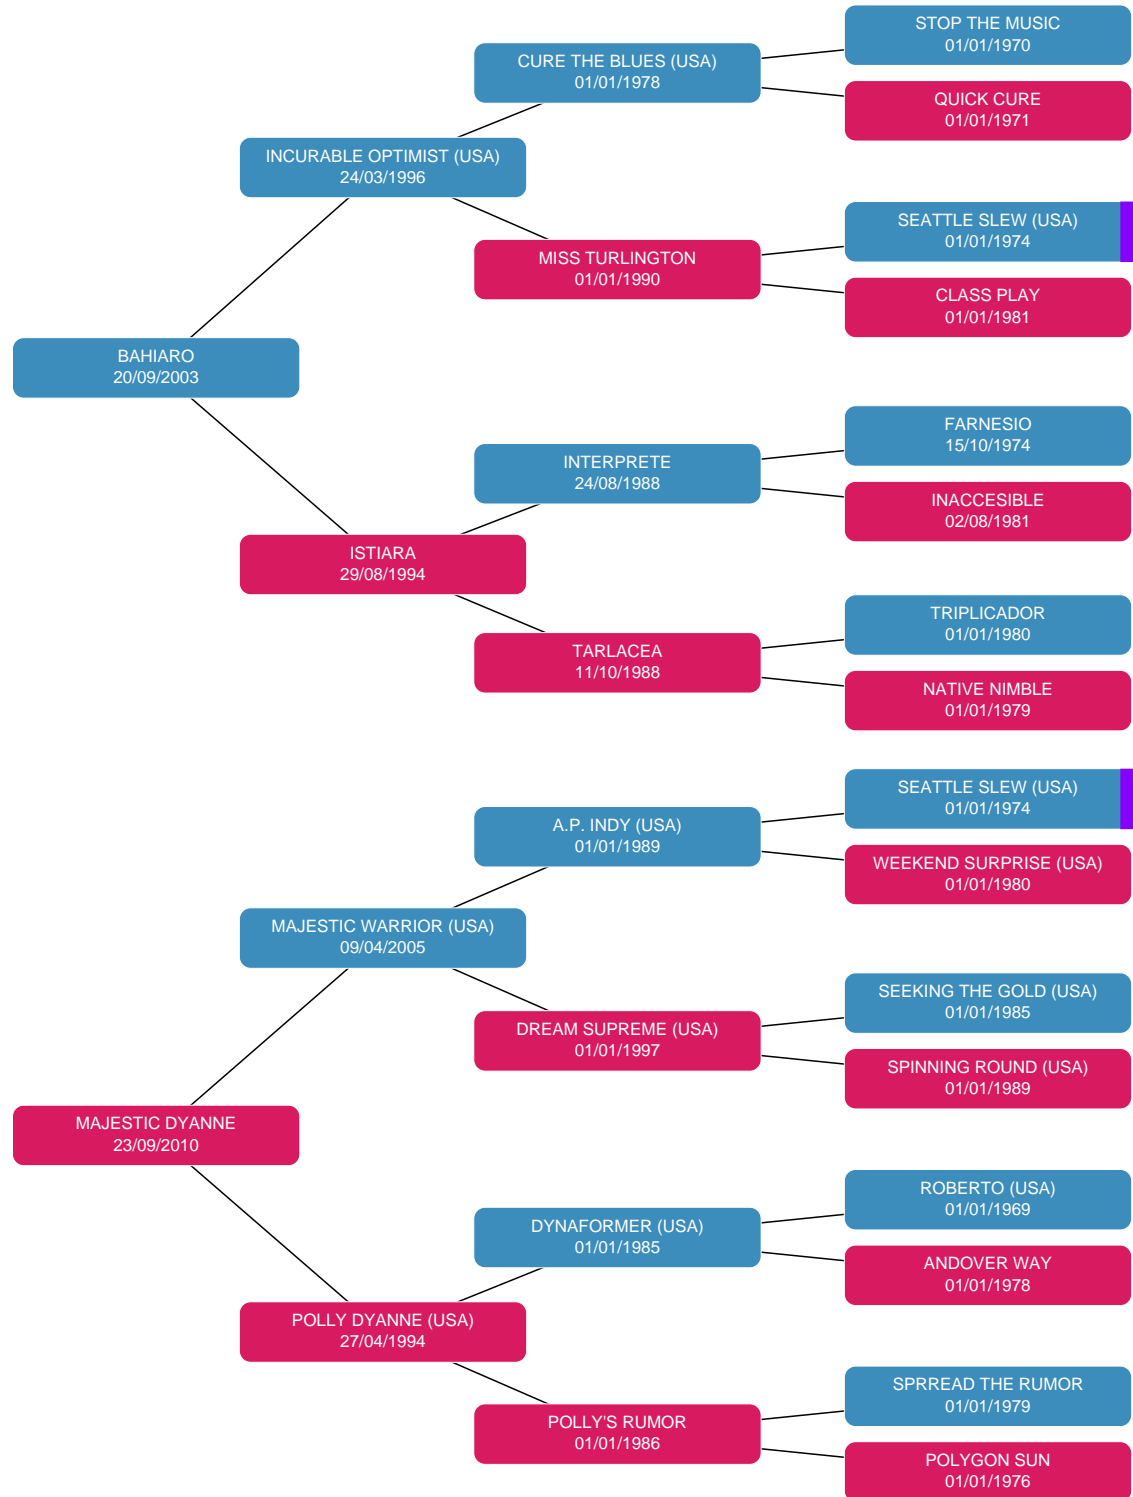 STOP THE MUSIC
01/01/1970
CURE THE BLUES (USA)
01/01/1978
QUICK CURE
01/01/1971
INCURABLE OPTIMIST (USA)
24/03/1996
SEATTLE SLEW (USA)
01/01/1974
MISS TURLINGTON
01/01/1990
CLASS PLAY
01/01/1981
BAHIARO
20/09/2003
FARNESIO
15/10/1974
INTERPRETE
24/08/1988
INACCESIBLE
02/08/1981
ISTIARA
29/08/1994
TRIPLICADOR
01/01/1980
TARLACEA
11/10/1988
NATIVE NIMBLE
01/01/1979
SEATTLE SLEW (USA)
01/01/1974
A.P. INDY (USA)
01/01/1989
WEEKEND SURPRISE (USA)
01/01/1980
MAJESTIC WARRIOR (USA)
09/04/2005
SEEKING THE GOLD (USA)
01/01/1985
DREAM SUPREME (USA)
01/01/1997
SPINNING ROUND (USA)
01/01/1989
MAJESTIC DYANNE
23/09/2010
ROBERTO (USA)
01/01/1969
DYNAFORMER (USA)
01/01/1985
ANDOVER WAY
01/01/1978
POLLY DYANNE (USA)
27/04/1994
SPRREAD THE RUMOR
01/01/1979
POLLY'S RUMOR
01/01/1986
POLYGON SUN
01/01/1976